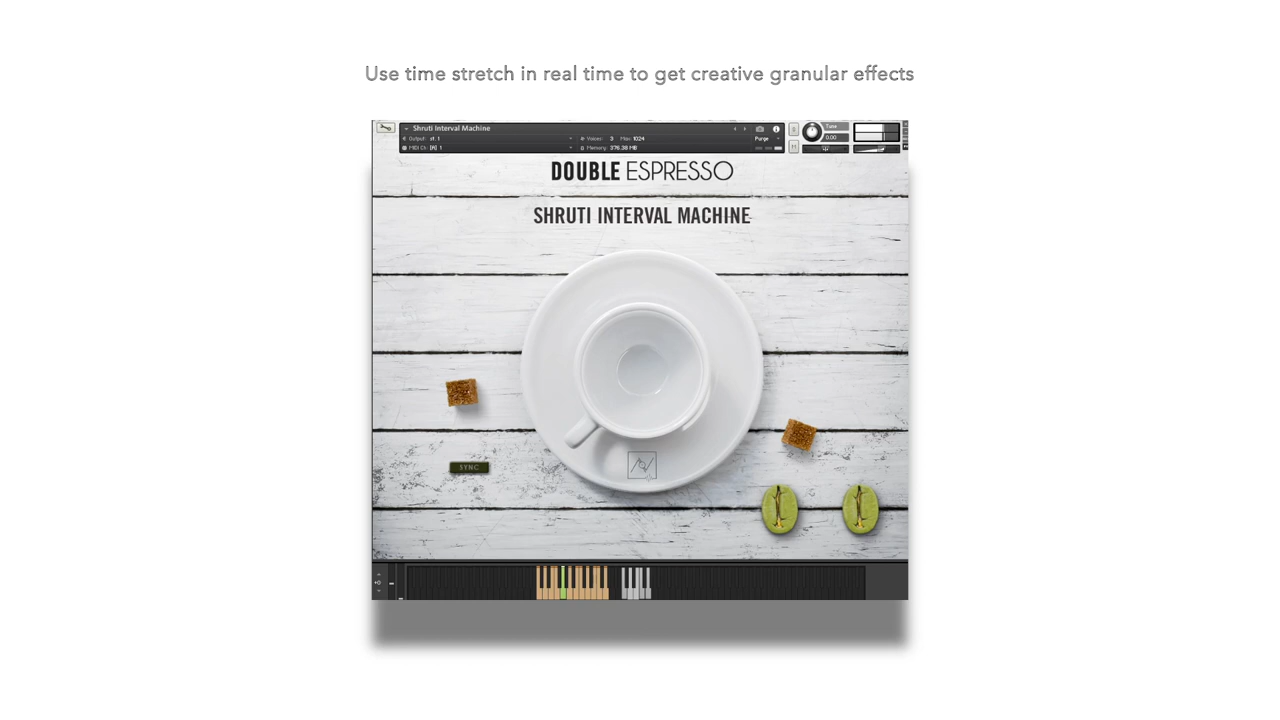 Use time stretch in real time to get creative granular effects
Shruti Interval Machine
Output: st. 1
Voices: 3 Max: 1024
Purge
MIDI Ch: [A] 1
Memory: 376.38 MB
S
M
Tune
0.00
DOUBLE ESPRESSO
SHRUTI INTERVAL MACHINE
SYNC